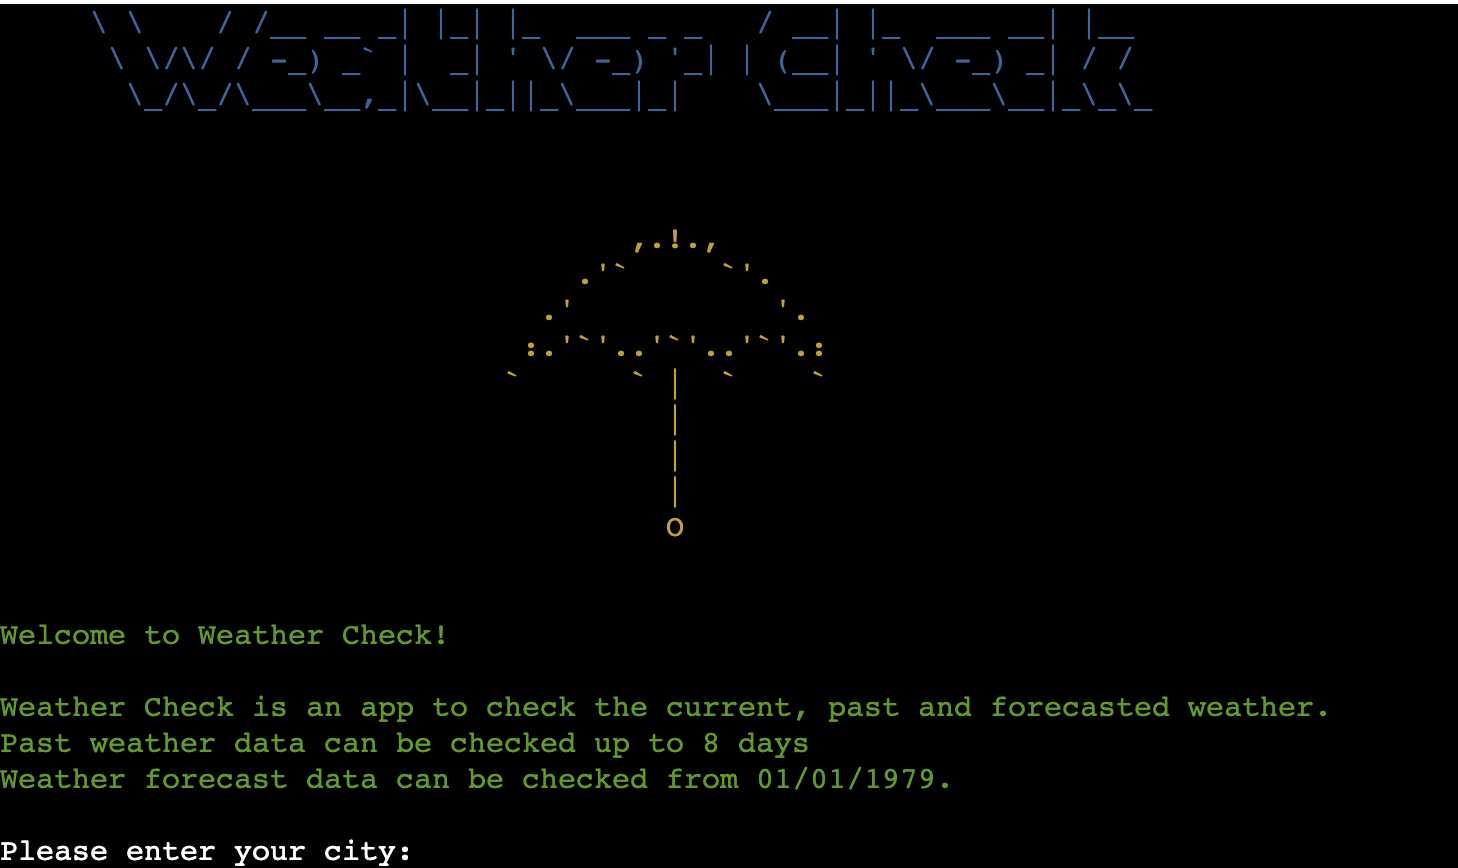 Weather Check
Welcome to Weather Check!
Weather Check is an app to check the current, past and forecasted weather.
Past weather data can be checked up to 8 days
Weather forecast data can be checked from 01/01/1979.
Please enter your city: